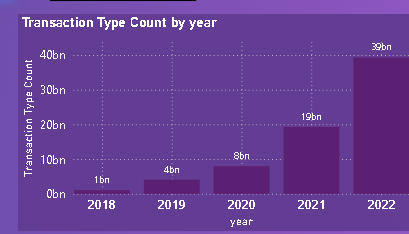 Transaction Type Count by year
Transaction Type Count
40bn
30bn
20bn
10bn
0bn
1bn
4bn
8bn
19bn
39bn
2018
2019
2020
2021
2022
year